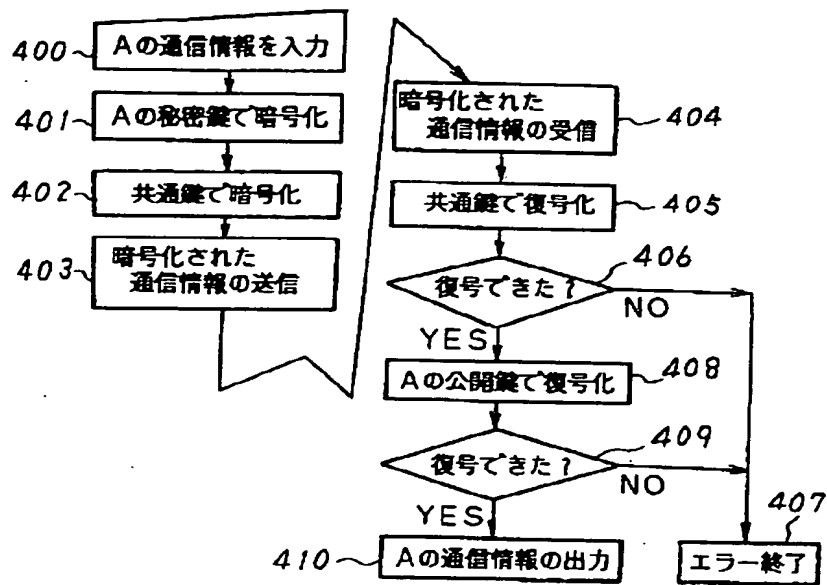 400
Aの通信情報を入力
401
Aの秘密鍵で暗号化
402
共通鍵で暗号化
403
暗号化された
通信情報の送信
暗号化された
通信情報の受信
404
共通鍵で復号化
405
復号できた?
406
NO
YES
Aの公開鍵で復号化
408
復号できた?
409
NO
YES
407
410
Aの通信情報の出力
エラー終了